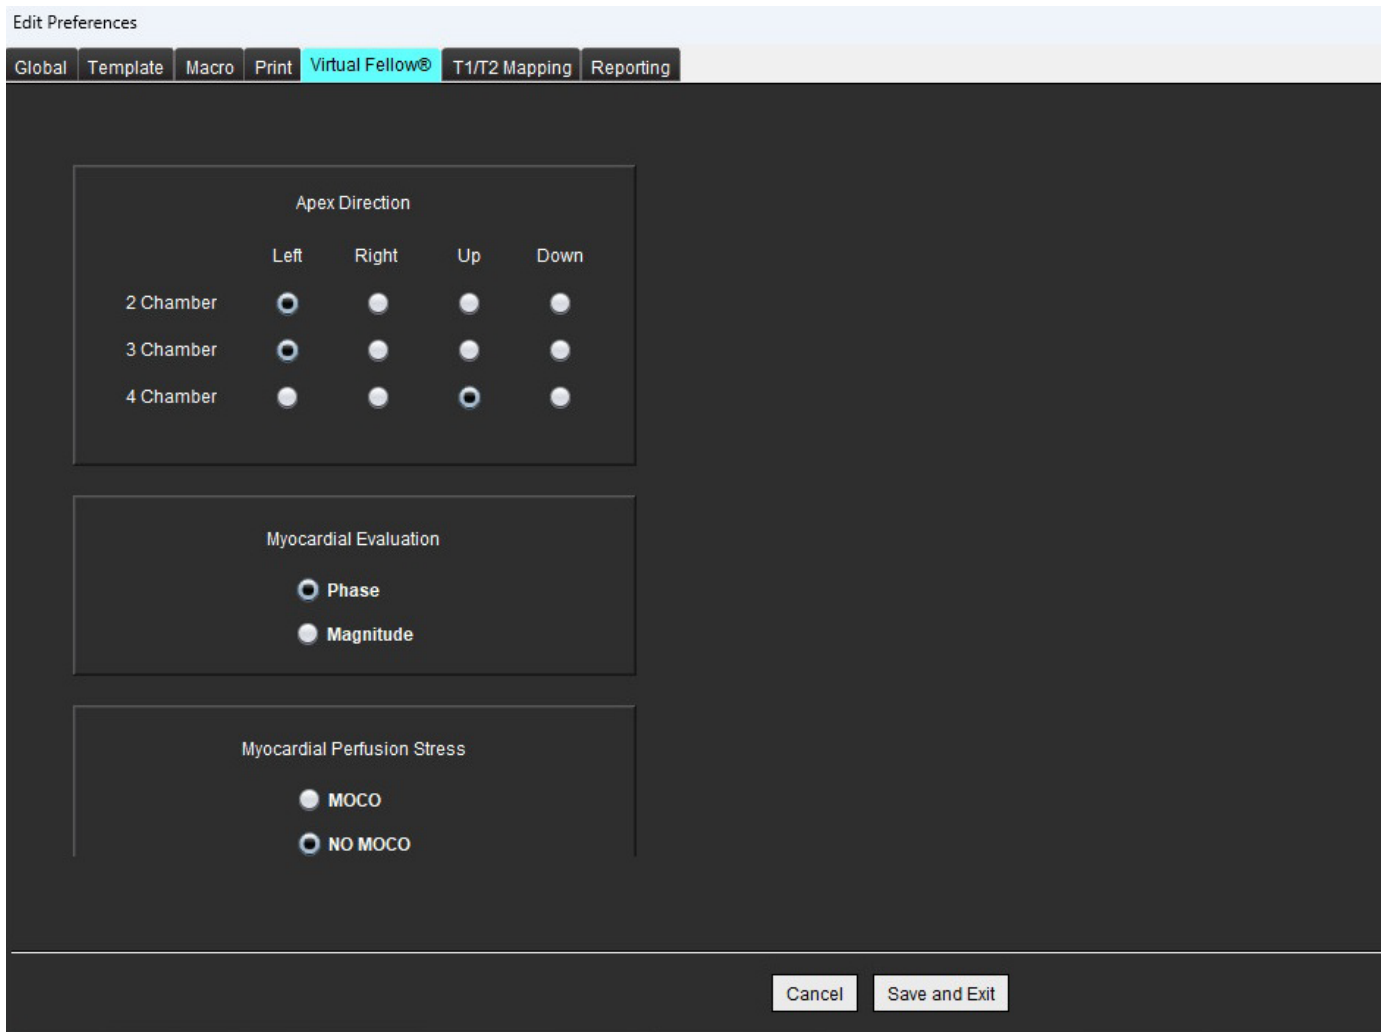 Edit Preferences
Global Template Macro Print Virtual Fellow® T1/T2 Mapping Reporting
Apex Direction
Left Right Up Down
2 Chamber
3 Chamber
4 Chamber
Myocardial Evaluation
Phase
Magnitude
Myocardial Perfusion Stress
MOCO
NO MOCO
Cancel Save and Exit